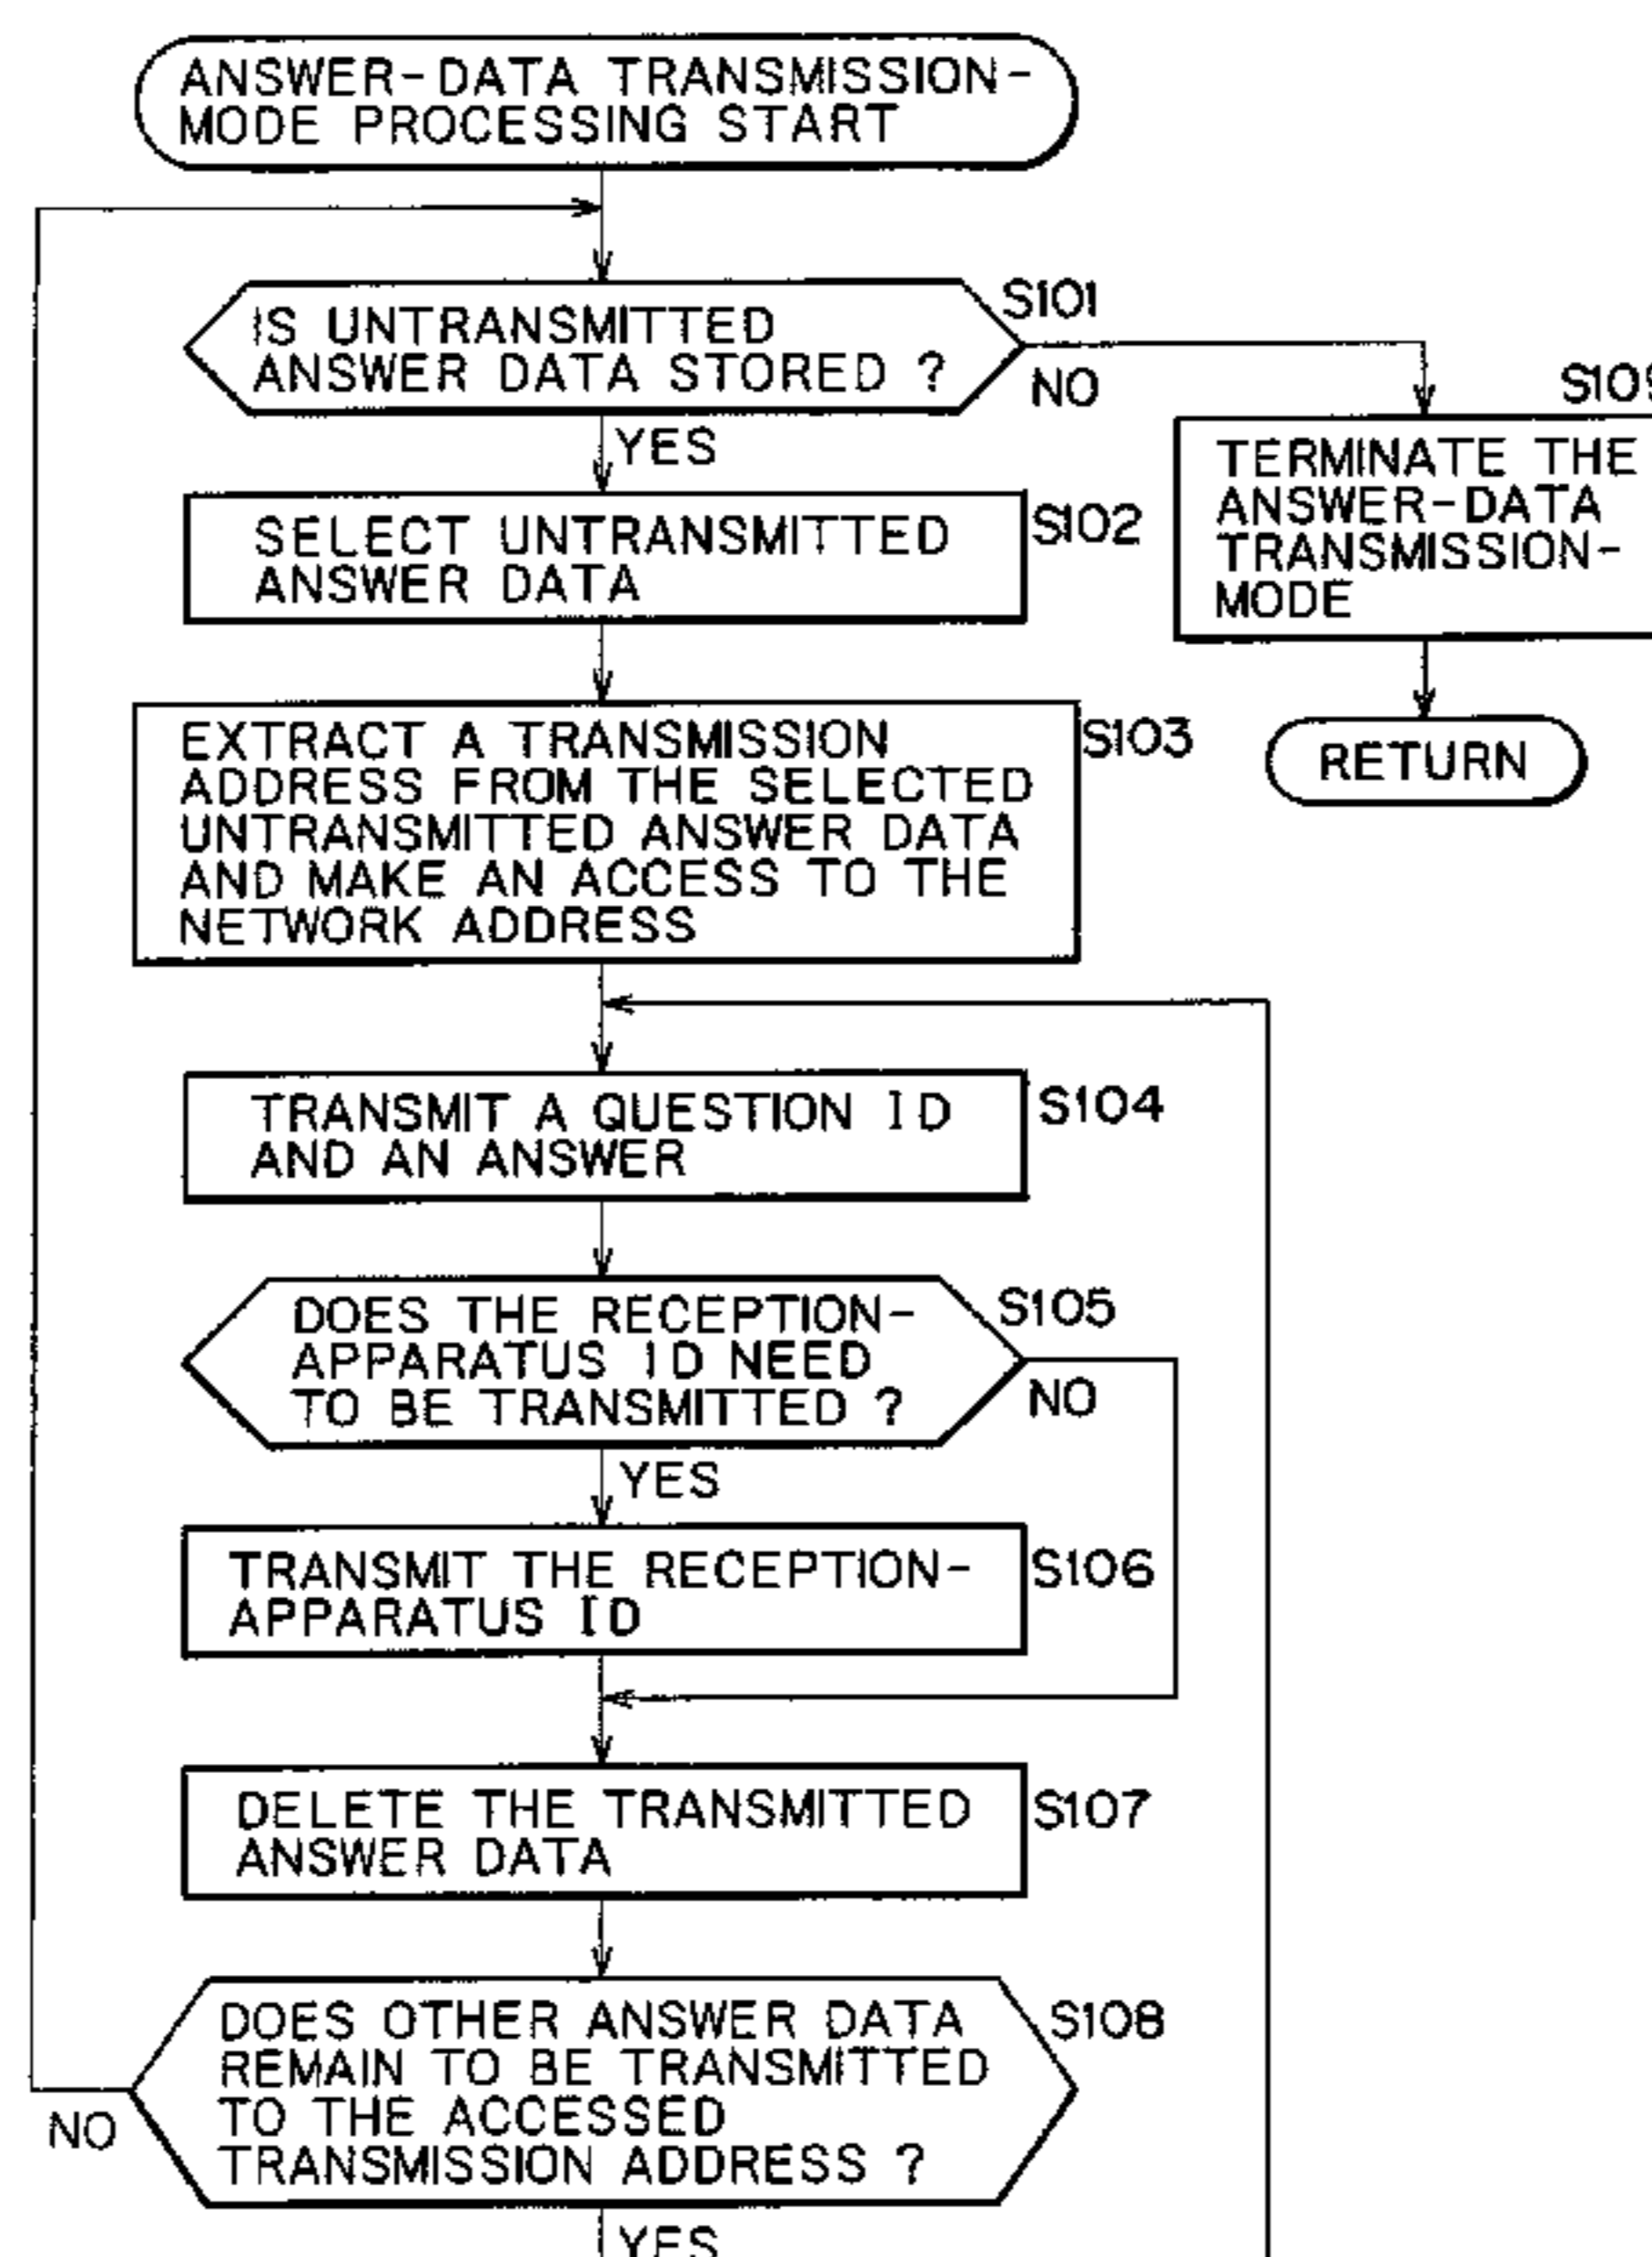 ANSWER-DATA TRANSMISSION-
MODE PROCESSING START
S101
IS UNTRANSMITTED
ANSWER DATA STORED ?
NO
YES
S109
TERMINATE THE
ANSWER-DATA
TRANSMISSION-
MODE
RETURN
S102
SELECT UNTRANSMITTED
ANSWER DATA
S103
EXTRACT A TRANSMISSION
ADDRESS FROM THE SELECTED
UNTRANSMITTED ANSWER DATA
AND MAKE AN ACCESS TO THE
NETWORK ADDRESS
S104
TRANSMIT A QUESTION ID
AND AN ANSWER
S105
DOES THE RECEPTION-
APPARATUS ID NEED
TO BE TRANSMITTED ?
NO
YES
S106
TRANSMIT THE RECEPTION-
APPARATUS ID
S107
DELETE THE TRANSMITTED
ANSWER DATA
S108
DOES OTHER ANSWER DATA
REMAIN TO BE TRANSMITTED
TO THE ACCESSED
TRANSMISSION ADDRESS ?
NO
YES